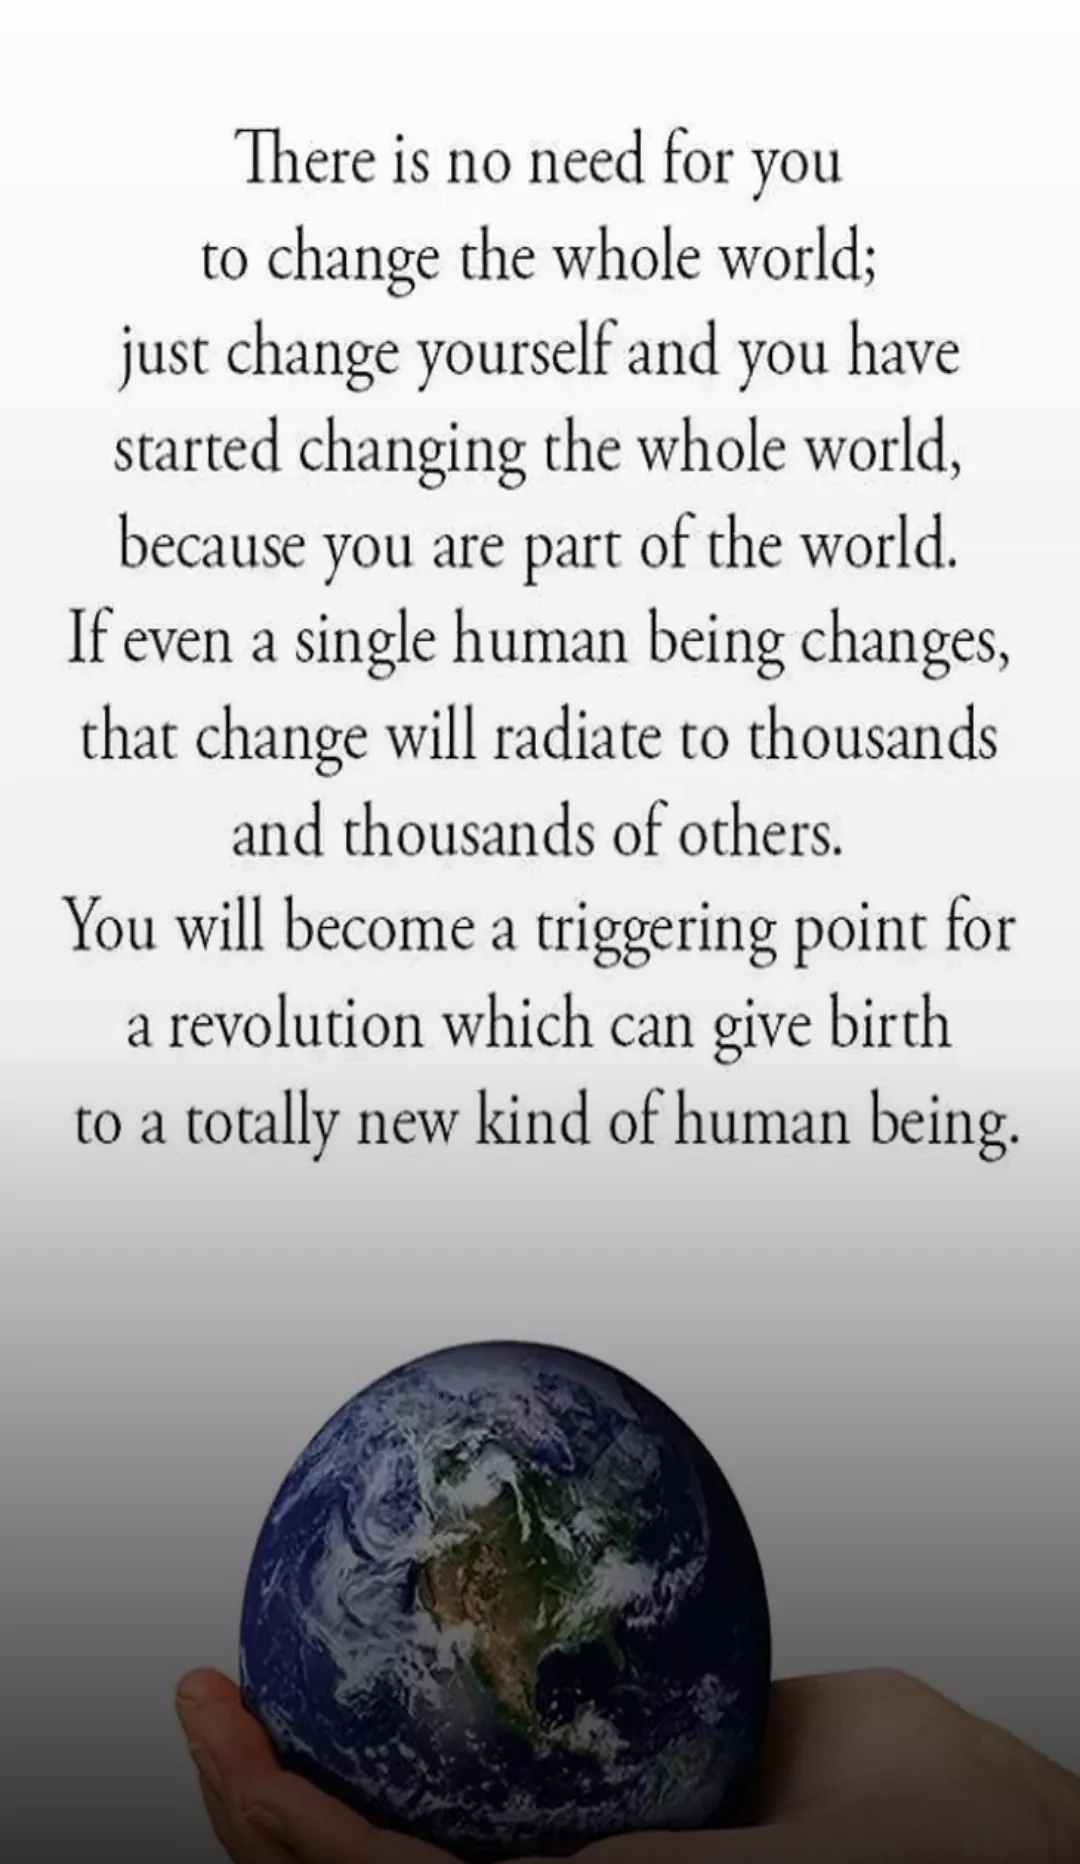 There is no need for you
to change the whole world;
just change yourself and you have
started changing the whole world,
because you are part of the world.
If even a single human being changes,
that change will radiate to thousands
and thousands of others.
You will become a triggering point for
a revolution which can give birth
to a totally new kind of human being.